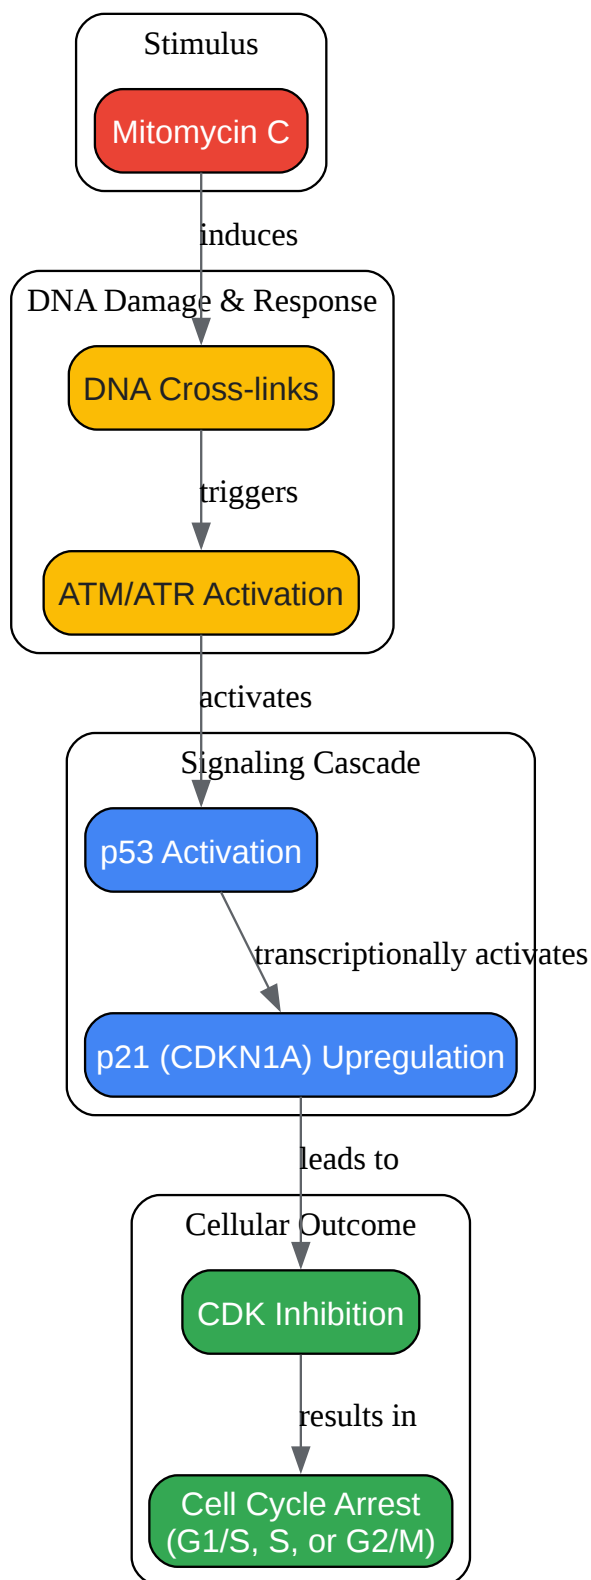 Stimulus
Mitomycin C
induces
DNA Damage & Response
DNA Cross-links
triggers
ATM/ATR Activation
activates
Signaling Cascade
p53 Activation
transcriptionally activates
p21 (CDKN1A) Upregulation
leads to
Cellular Outcome
CDK Inhibition
results in
Cell Cycle Arrest
(G1/S, S, or G2/M)